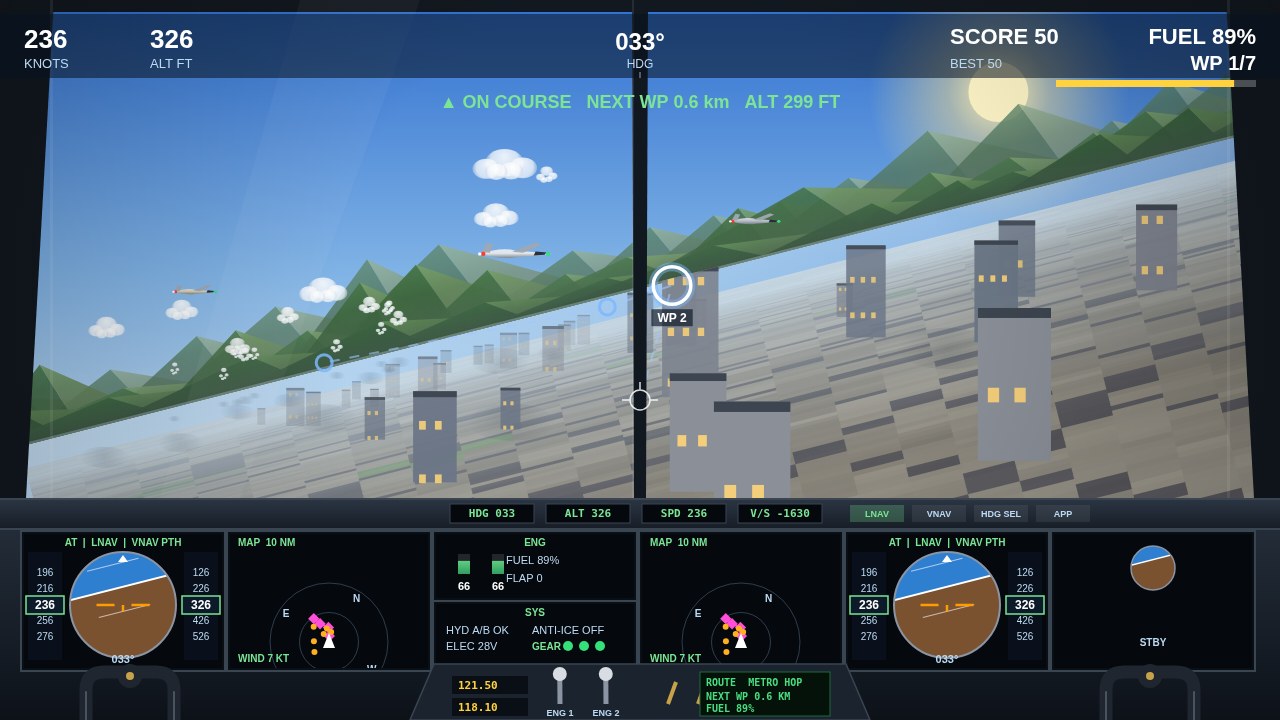 236
KNOTS
326
ALT FT
033°
HDG
SCORE 50
BEST 50
FUEL 89%
WP 1/7
▲ ON COURSE NEXT WP 0.6 km ALT 299 FT
WP 2
HDG 033
ALT 326
SPD 236
V/S -1630
LNAV
VNAV
HDG SEL
APP
AT | LNAV | VNAV PTH
196
216
236
256
276
126
226
326
426
526
033°
MAP 10 NM
N
E
W
WIND 7 KT
ENG
66
66
FUEL 89%
FLAP 0
SYS
HYD A/B OK
ANTI-ICE OFF
ELEC 28V
GEAR
MAP 10 NM
N
E
WIND 7 KT
AT | LNAV | VNAV PTH
196
216
236
256
276
126
226
326
426
526
033°
STBY
121.50
118.10
ENG 1
ENG 2
ROUTE METRO HOP
NEXT WP 0.6 KM
FUEL 89%